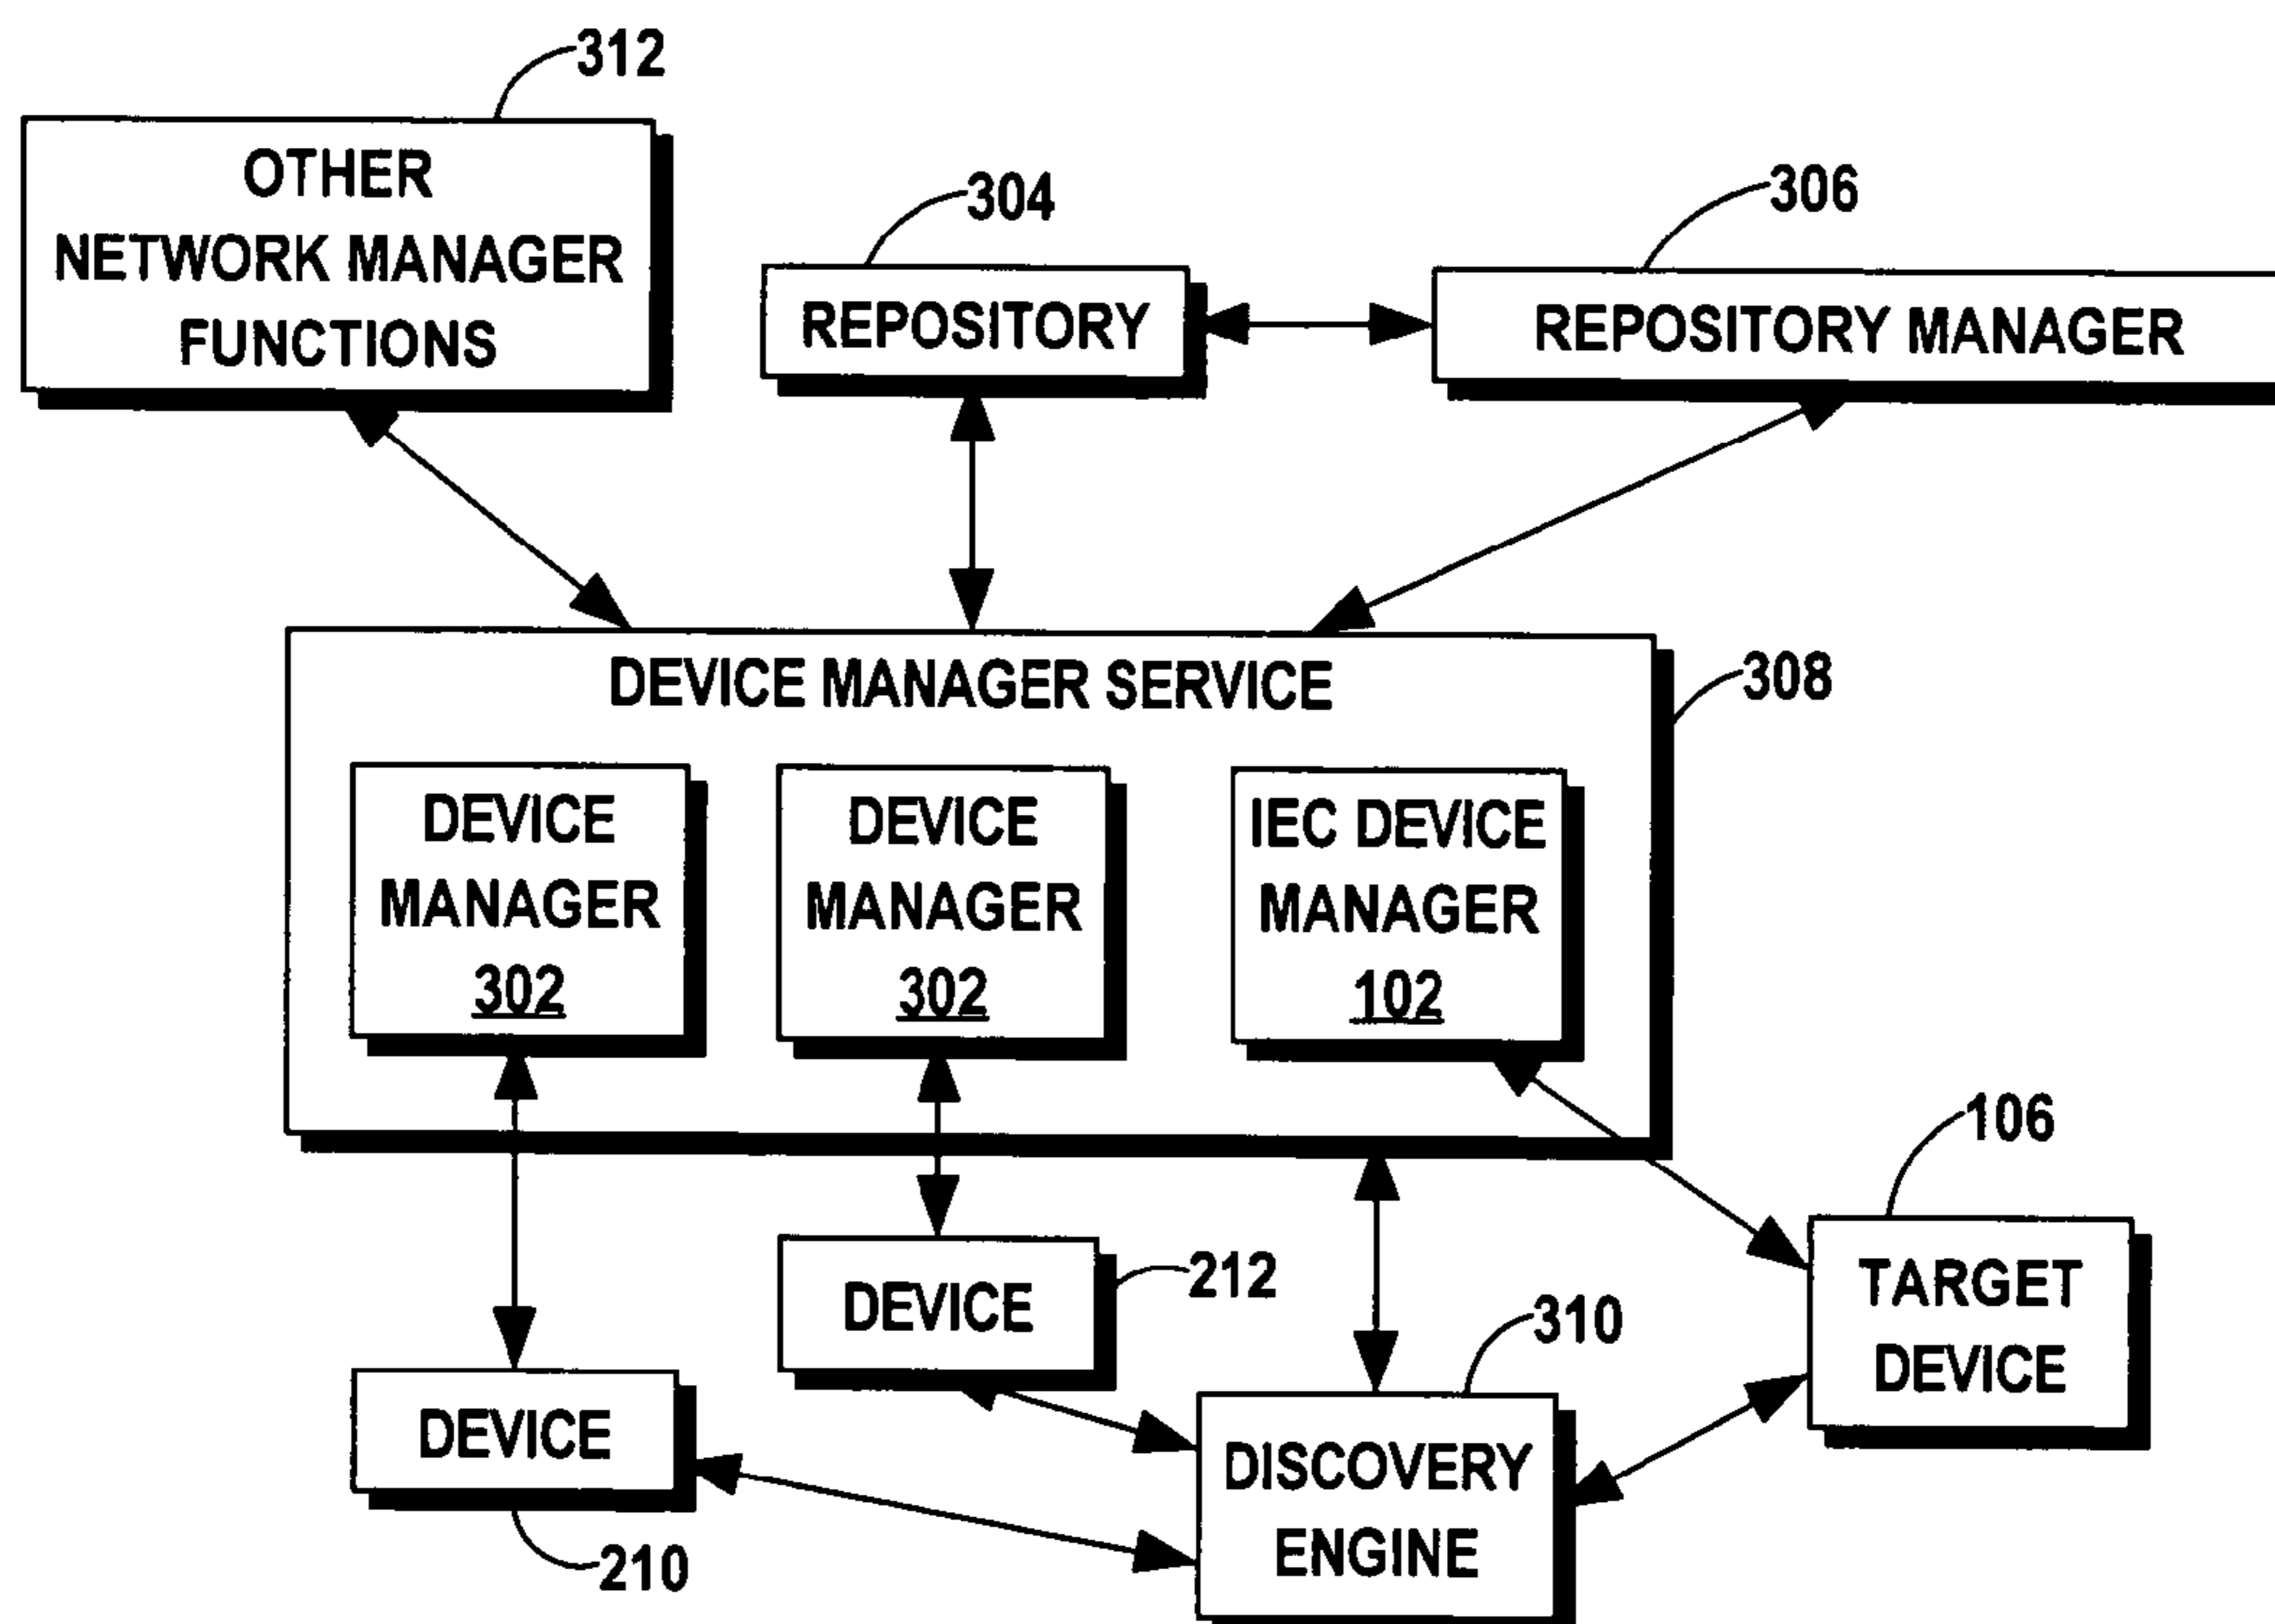 312
OTHER
NETWORK MANAGER
FUNCTIONS
304
REPOSITORY
306
REPOSITORY MANAGER
DEVICE MANAGER SERVICE
308
DEVICE
MANAGER
302
DEVICE
MANAGER
302
IEC DEVICE
MANAGER
102
106
TARGET
DEVICE
212
DEVICE
310
DISCOVERY
ENGINE
DEVICE
210